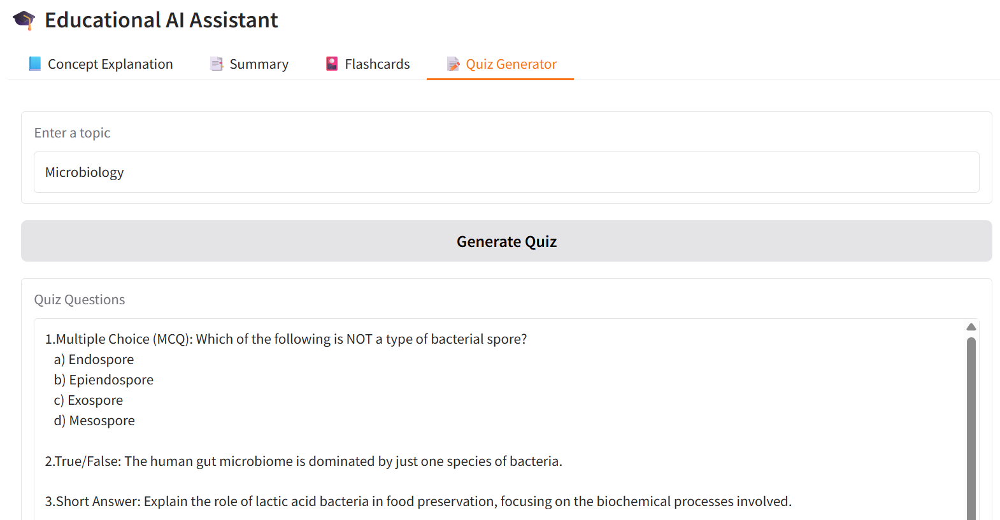 Educational AI Assistant
Concept Explanation Summary Flashcards Quiz Generator
Enter a topic
Microbiology
Generate Quiz
Quiz Questions
1.Multiple Choice (MCQ): Which of the following is NOT a type of bacterial spore?
a) Endospore
b) Epiendospore
c) Exospore
d) Mesospore
2.True/False: The human gut microbiome is dominated by just one species of bacteria.
3.Short Answer: Explain the role of lactic acid bacteria in food preservation, focusing on the biochemical processes involved.